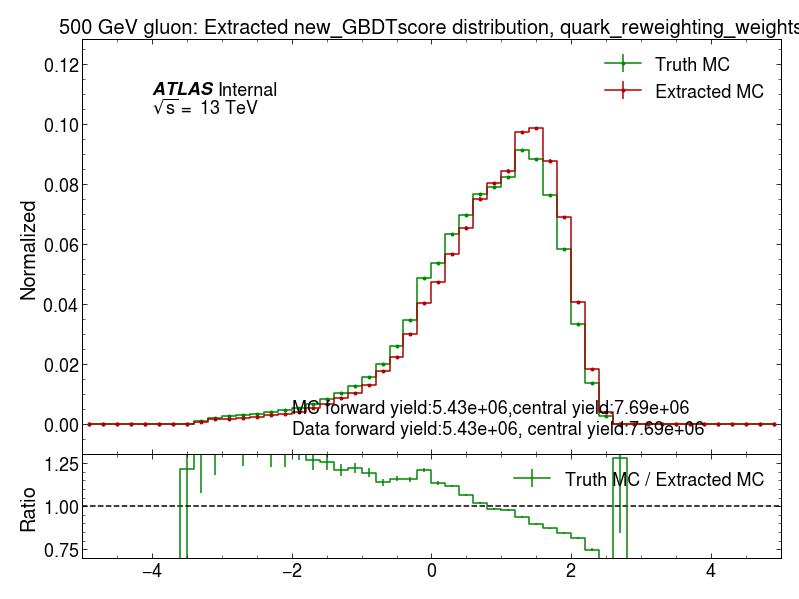 500 GeV gluon: Extracted new_GBDTscore distribution, quark_reweighting_weights
0.12
0.10
0.08
0.06
0.04
0.02
0.00
Normalized
ATLAS Internal
√s = 13 TeV
Truth MC
Extracted MC
MC forward yield:5.43e+06,central yield:7.69e+06
Data forward yield:5.43e+06, central yield:7.69e+06
1.25
1.00
0.75
Ratio
Truth MC / Extracted MC
−4 −2 0 2 4